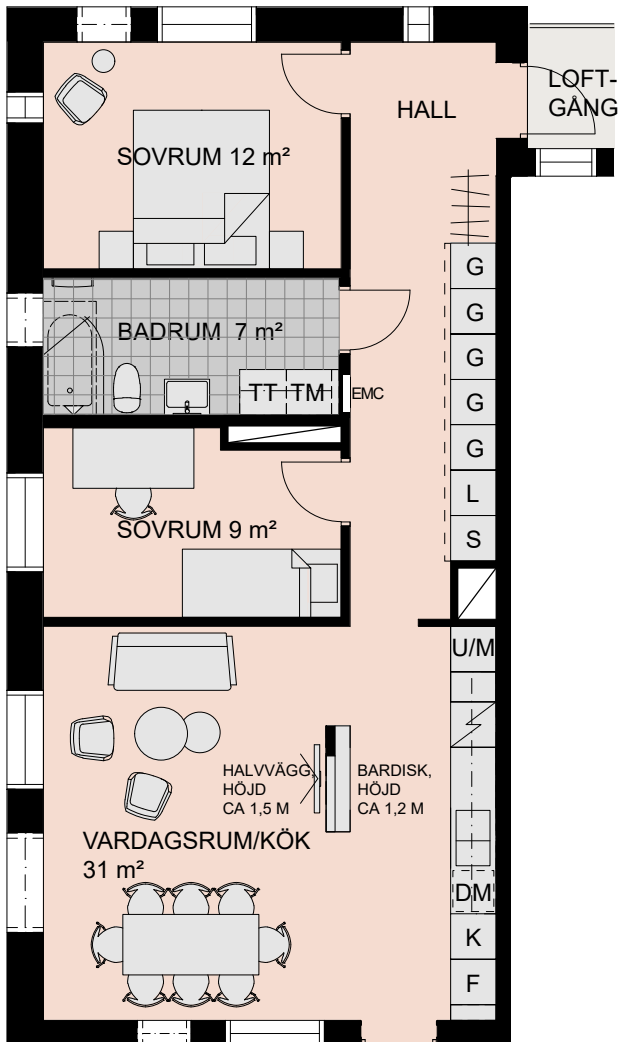 LOFT-
GÅNG
HALL
SOVRUM 12 m²
G
G
G
G
G
L
S
BADRUM 7 m²
TT TM
EMC
SOVRUM 9 m²
U/M
HALVVÄGG,
HÖJD
CA 1,5 M
BARDISK,
HÖJD
CA 1,2 M
VARDAGSRUM/KÖK
31 m²
DM
K
F